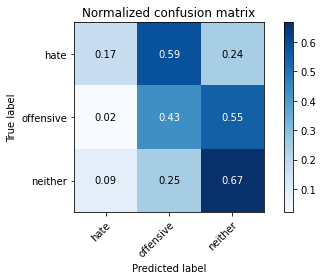 Normalized confusion matrix
True label
hate 0.17 0.59 0.24
offensive 0.02 0.43 0.55
neither 0.09 0.25 0.67
hate offensive neither
Predicted label
0.6
0.5
0.4
0.3
0.2
0.1